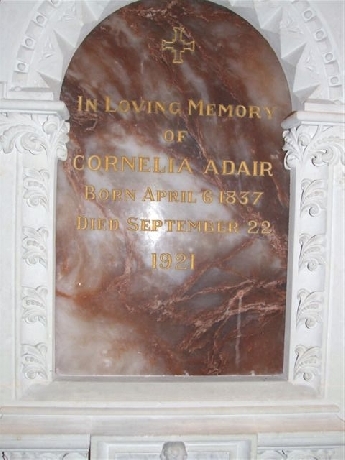 In Loving Memory
of
Cornelia Adair
Born April 6 1837
Died September 22
1921